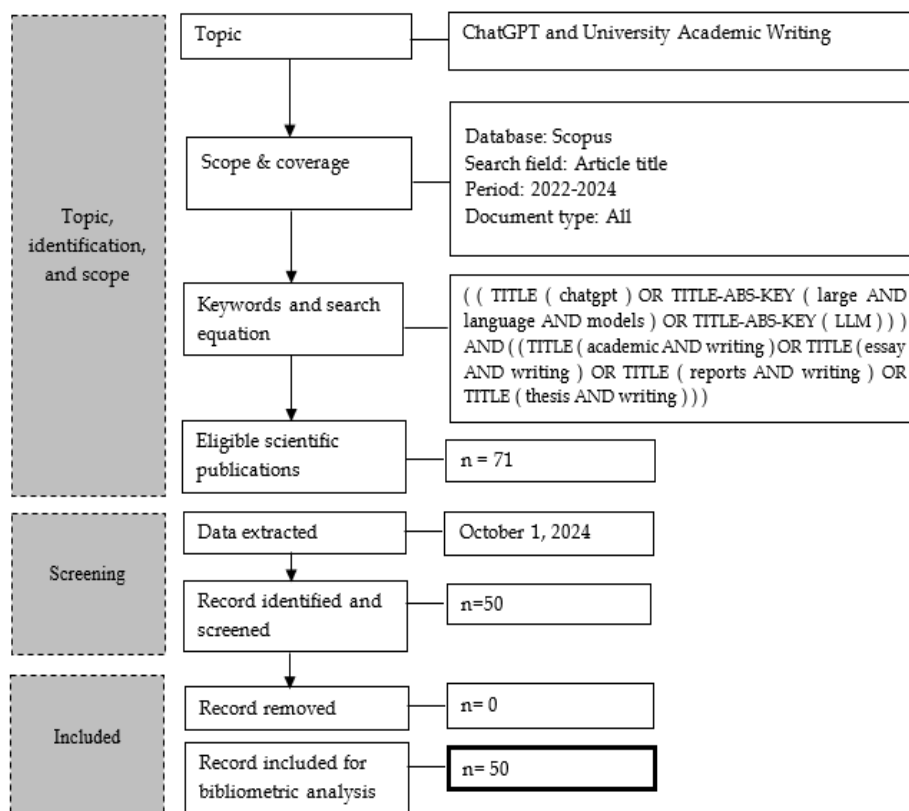 Topic
ChatGPT and University Academic Writing
Scope & coverage
Database: Scopus
Search field: Article title
Period: 2022-2024
Document type: All
Topic,
identification,
and scope
Keywords and search
equation
( ( TITLE ( chatgpt ) OR TITLE-ABS-KEY ( large AND
language AND models ) OR TITLE-ABS-KEY ( LLM ) ) )
AND ( ( TITLE ( academic AND writing ) OR TITLE ( essay
AND writing ) OR TITLE ( reports AND writing ) OR
TITLE ( thesis AND writing ) ) )
Eligible scientific
publications
n = 71
Screening
Data extracted
October 1, 2024
Record identified and
screened
n=50
Included
Record removed
n= 0
Record included for
bibliometric analysis
n= 50